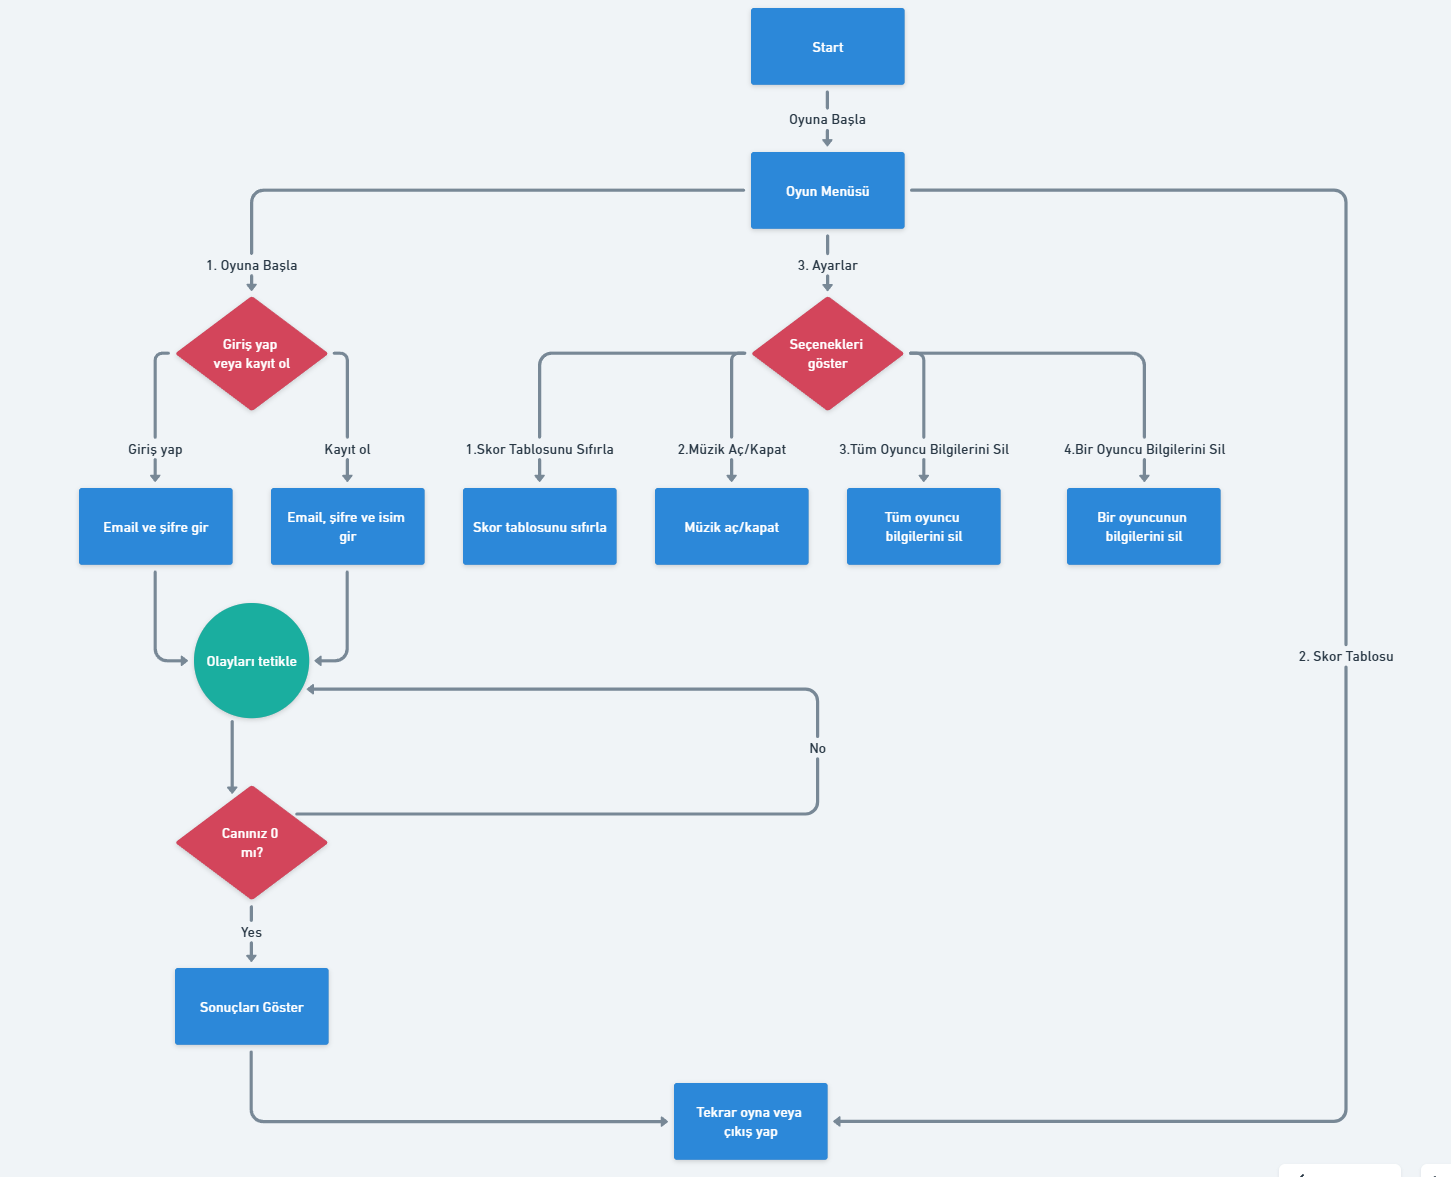 Start
Oyuna Başla
Oyun Menüsü
1. Oyuna Başla
3. Ayarlar
Giriş yap
veya kayıt ol
Seçenekleri
göster
Giriş yap
Kayıt ol
1.Skor Tablosunu Sıfırla
2.Müzik Aç/Kapat
3.Tüm Oyuncu Bilgilerini Sil
4.Bir Oyuncu Bilgilerini Sil
Email ve şifre gir
Email, şifre ve isim
gir
Skor tablosunu sıfırla
Müzik aç/kapat
Tüm oyuncu
bilgilerini sil
Bir oyuncunun
bilgilerini sil
Olayları tetikle
2. Skor Tablosu
No
Canınız 0
mı?
Yes
Sonuçları Göster
Tekrar oyna veya
çıkış yap